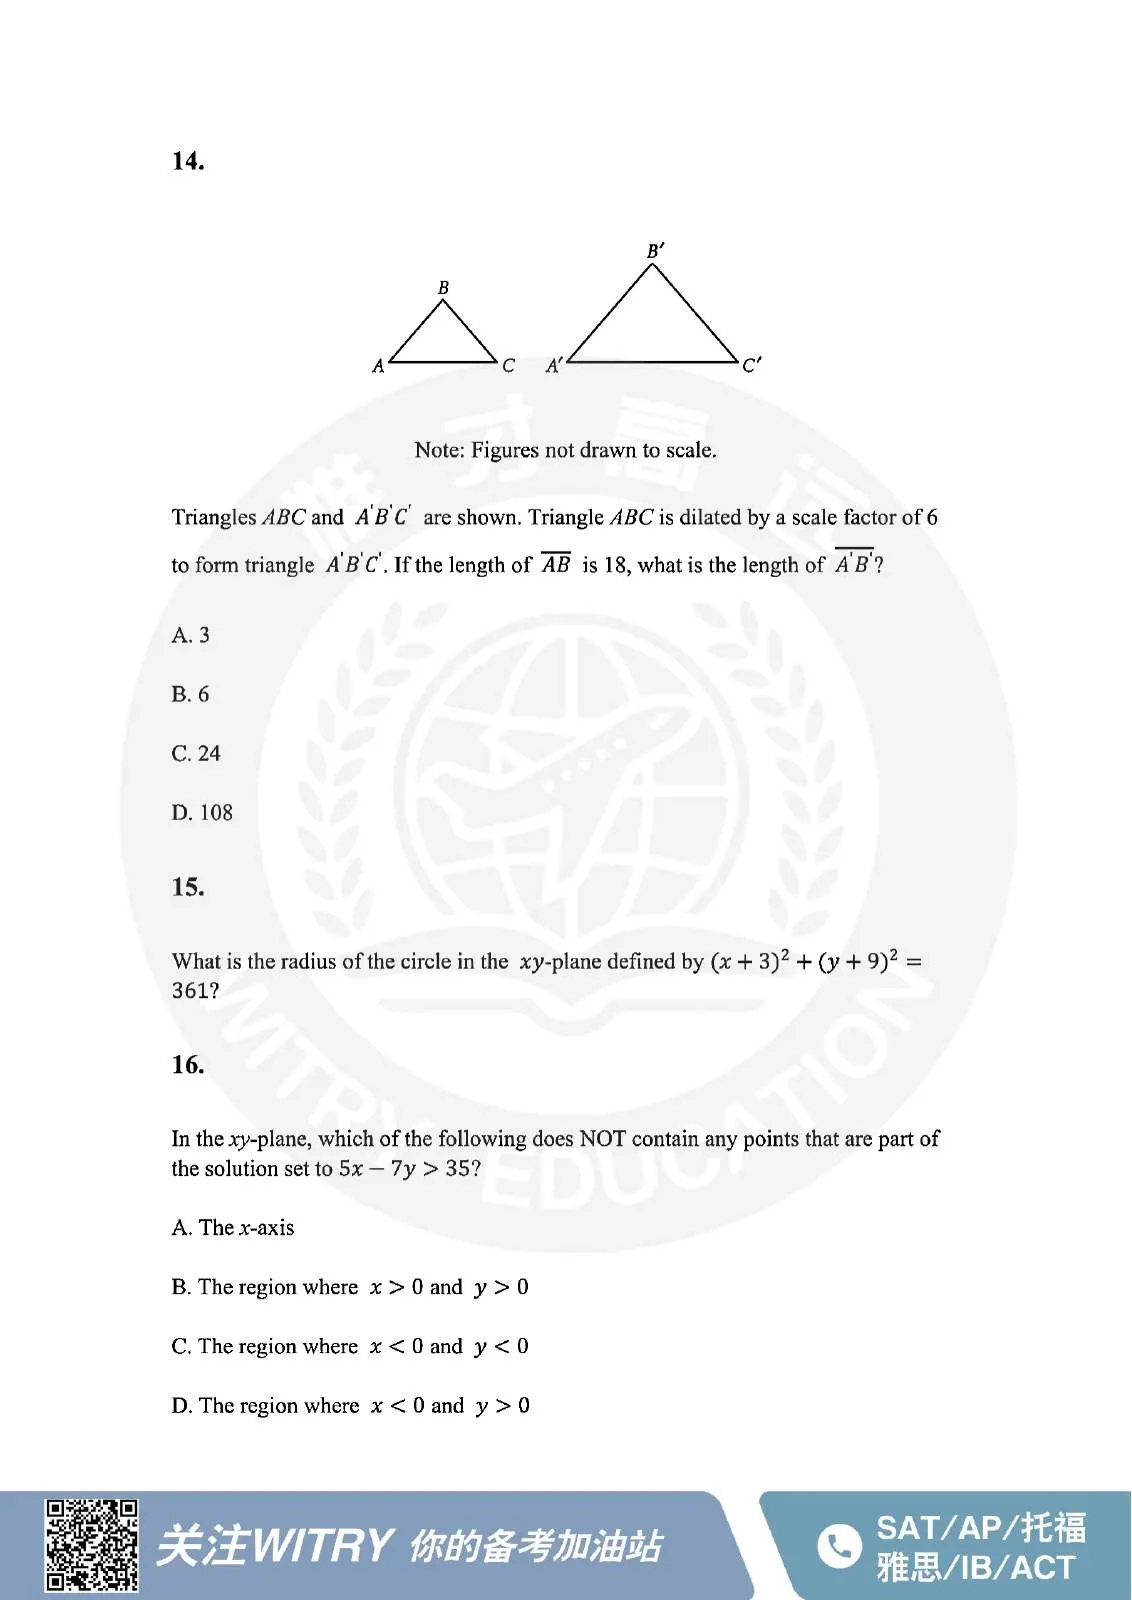 14.
B'
B
A
C
A'
C'
Note: Figures not drawn to scale.
Triangles ABC and A'B'C' are shown. Triangle ABC is dilated by a scale factor of 6
to form triangle A'B'C'. If the length of A̅B̅ is 18, what is the length of A̅'̅B̅'̅?
A. 3
B. 6
C. 24
D. 108
15.
What is the radius of the circle in the xy-plane defined by (x + 3)² + (y + 9)² =
361?
16.
In the xy-plane, which of the following does NOT contain any points that are part of
the solution set to 5x − 7y > 35?
A. The x-axis
B. The region where x > 0 and y > 0
C. The region where x < 0 and y < 0
D. The region where x < 0 and y > 0
唯才高远
WITRY EDUCATION
关注WITRY 你的备考加油站
SAT/AP/托福
雅思/IB/ACT